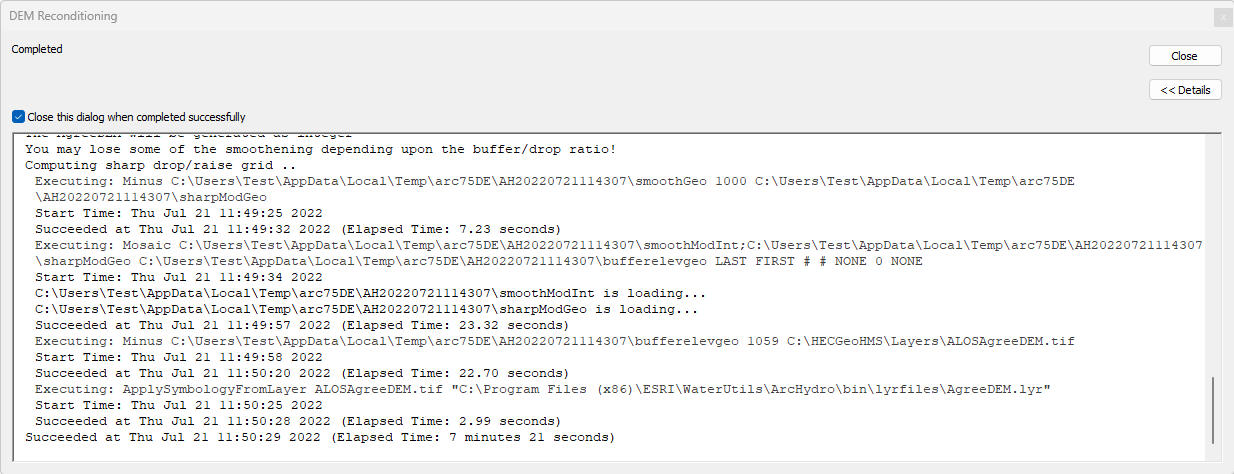 DEM Reconditioning
x
Completed
Close
<< Details
Close this dialog when completed successfully
The AgreeDEM will be generated as integer
You may lose some of the smoothening depending upon the buffer/drop ratio!
Computing sharp drop/raise grid ..
Executing: Minus C:\Users\Test\AppData\Local\Temp\arc75DE\AH20220721114307\smoothGeo 1000 C:\Users\Test\AppData\Local\Temp\arc75DE
\AH20220721114307\sharpModGeo
Start Time: Thu Jul 21 11:49:25 2022
Succeeded at Thu Jul 21 11:49:32 2022 (Elapsed Time: 7.23 seconds)
Executing: Mosaic C:\Users\Test\AppData\Local\Temp\arc75DE\AH20220721114307\smoothModInt;C:\Users\Test\AppData\Local\Temp\arc75DE\AH20220721114307
\sharpModGeo C:\Users\Test\AppData\Local\Temp\arc75DE\AH20220721114307\bufferelevgeo LAST FIRST # # NONE 0 NONE
Start Time: Thu Jul 21 11:49:34 2022
C:\Users\Test\AppData\Local\Temp\arc75DE\AH20220721114307\smoothModInt is loading...
C:\Users\Test\AppData\Local\Temp\arc75DE\AH20220721114307\sharpModGeo is loading...
Succeeded at Thu Jul 21 11:49:57 2022 (Elapsed Time: 23.32 seconds)
Executing: Minus C:\Users\Test\AppData\Local\Temp\arc75DE\AH20220721114307\bufferelevgeo 1059 C:\HECGeoHMS\Layers\ALOSAgreeDEM.tif
Start Time: Thu Jul 21 11:49:58 2022
Succeeded at Thu Jul 21 11:50:20 2022 (Elapsed Time: 22.70 seconds)
Executing: ApplySymbologyFromLayer ALOSAgreeDEM.tif "C:\Program Files (x86)\ESRI\WaterUtils\ArcHydro\bin\lyrfiles\AgreeDEM.lyr"
Start Time: Thu Jul 21 11:50:25 2022
Succeeded at Thu Jul 21 11:50:28 2022 (Elapsed Time: 2.99 seconds)
Succeeded at Thu Jul 21 11:50:29 2022 (Elapsed Time: 7 minutes 21 seconds)